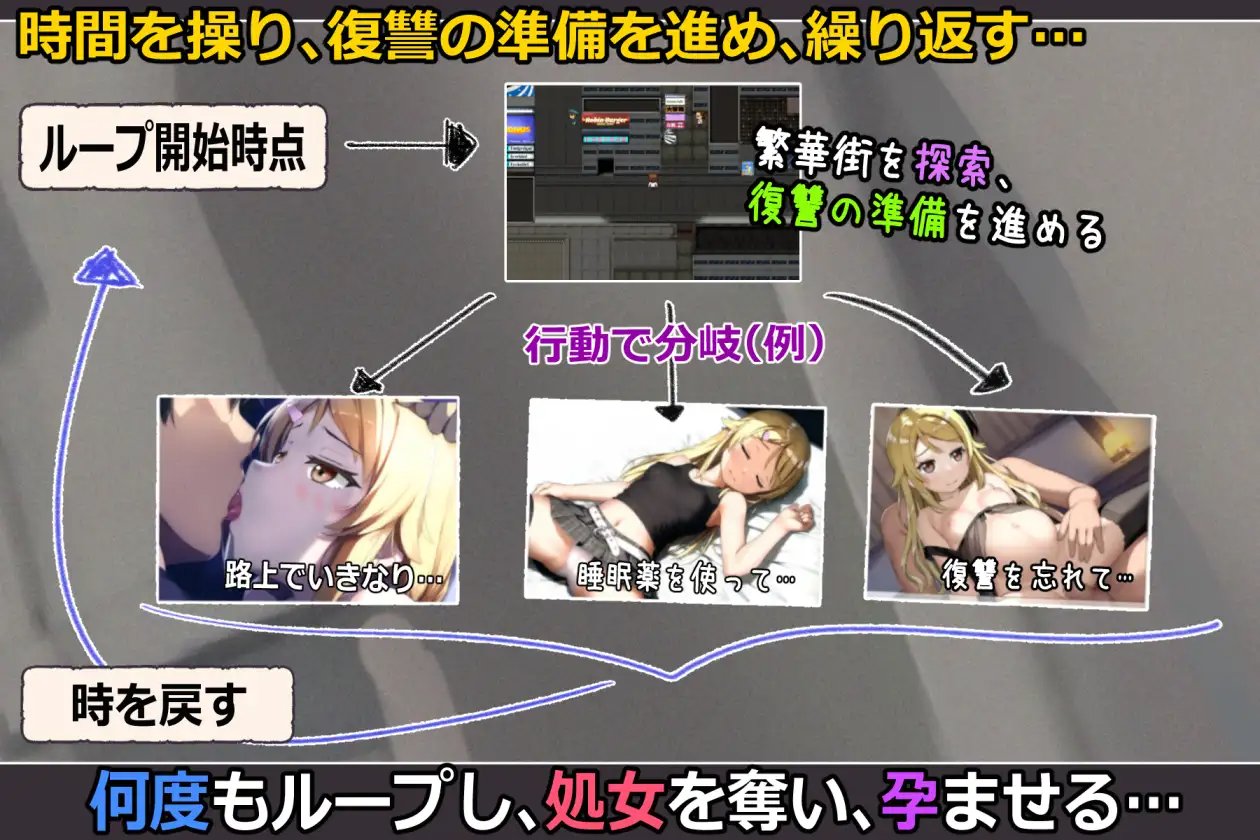 時間を操り、復讐の準備を進め、繰り返す…
ループ開始時点
Robin Burger
繁華街を探索、
復讐の準備を進める
行動で分岐(例)
路上でいきなり…
睡眠薬を使って…
復讐を忘れて…
時を戻す
何度もループし、処女を奪い、孕ませる…